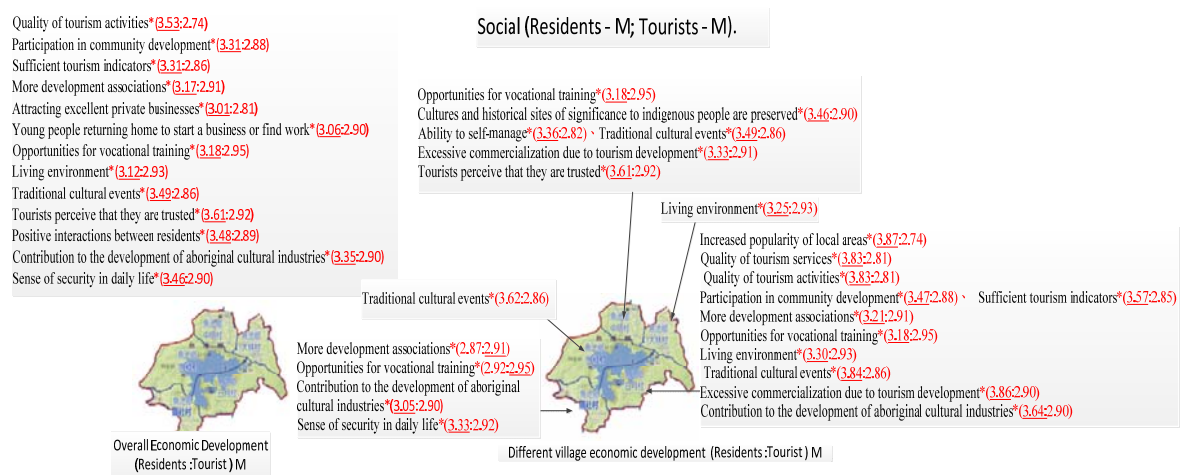 Social (Residents - M; Tourists - M).
Quality of tourism activities*(3.53:2.74)
Participation in community development*(3.31:2.88)
Sufficient tourism indicators*(3.31:2.86)
More development associations*(3.17:2.91)
Attracting excellent private businesses*(3.01:2.81)
Young people returning home to start a business or find work*(3.06:2.90)
Opportunities for vocational training*(3.18:2.95)
Living environment*(3.12:2.93)
Traditional cultural events*(3.49:2.86)
Tourists perceive that they are trusted*(3.61:2.92)
Positive interactions between residents*(3.48:2.89)
Contribution to the development of aboriginal cultural industries*(3.35:2.90)
Sense of security in daily life*(3.46:2.90)
Opportunities for vocational training*(3.18:2.95)
Cultures and historical sites of significance to indigenous people are preserved*(3.46:2.90)
Ability to self-manage*(3.36:2.82)、Traditional cultural events*(3.49:2.86)
Excessive commercialization due to tourism development*(3.33:2.91)
Tourists perceive that they are trusted*(3.61:2.92)
Living environment*(3.25:2.93)
Increased popularity of local areas*(3.87:2.74)
Quality of tourism services*(3.83:2.81)
Quality of tourism activities*(3.83:2.81)
Participation in community development*(3.47:2.88)、 Sufficient tourism indicators*(3.57:2.85)
More development associations*(3.21:2.91)
Opportunities for vocational training*(3.18:2.95)
Living environment*(3.30:2.93)
Traditional cultural events*(3.84:2.86)
Excessive commercialization due to tourism development*(3.86:2.90)
Contribution to the development of aboriginal cultural industries*(3.64:2.90)
Traditional cultural events*(3.62:2.86)
More development associations*(2.87:2.91)
Opportunities for vocational training*(2.92:2.95)
Contribution to the development of aboriginal
cultural industries*(3.05:2.90)
Sense of security in daily life*(3.33:2.92)
Overall Economic Development
(Residents :Tourist ) M
Different village economic development (Residents :Tourist ) M